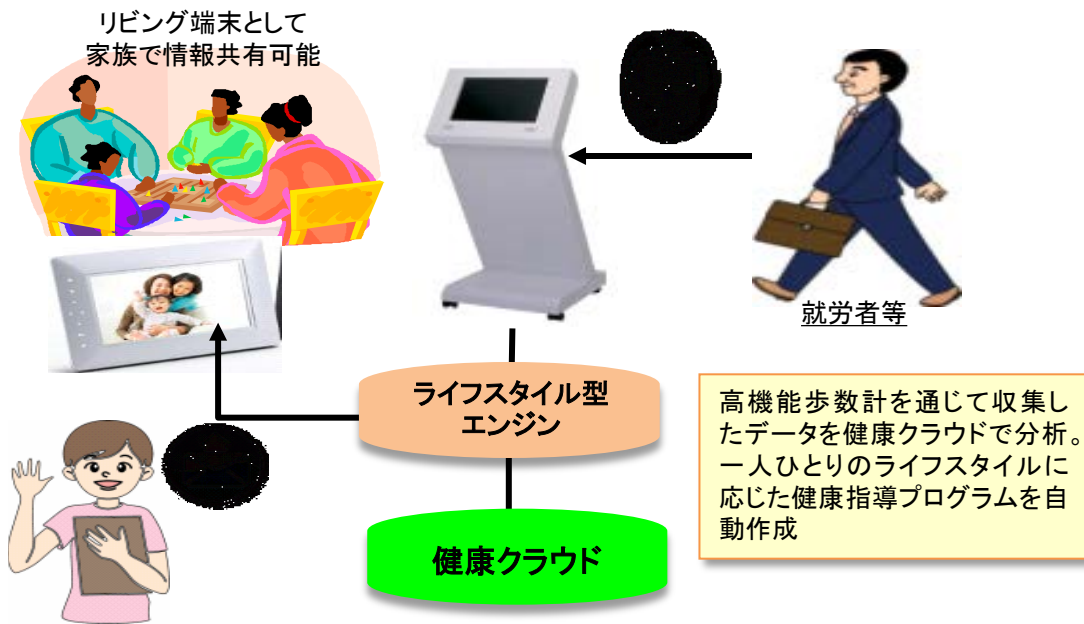 リビング端末として
家族で情報共有可能
就労者等
ライフスタイル型
エンジン
高機能歩数計を通じて収集し
たデータを健康クラウドで分析。
一人ひとりのライフスタイルに
応じた健康指導プログラムを自
動作成
健康クラウド